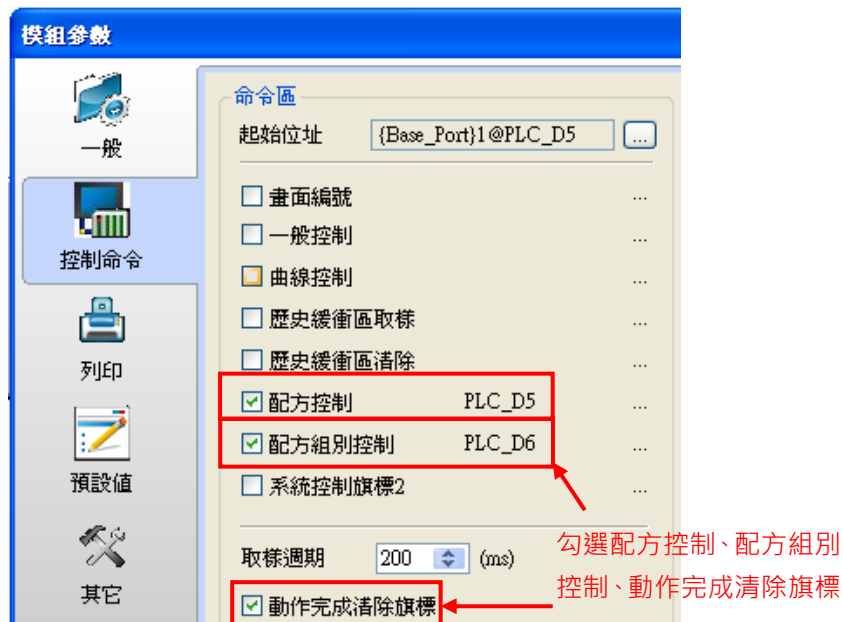 模組參數
一般
控制命令
列印
預設值
其它
命令區
起始位址 {Base_Port}1@PLC_D5 ...
畫面編號 ...
一般控制 ...
曲線控制 ...
歷史緩衝區取樣 ...
歷史緩衝區清除 ...
配方控制 PLC_D5 ...
配方組別控制 PLC_D6 ...
系統控制旗標2 ...
取樣週期 200 (ms)
動作完成清除旗標
勾選配方控制、配方組別
控制、動作完成清除旗標